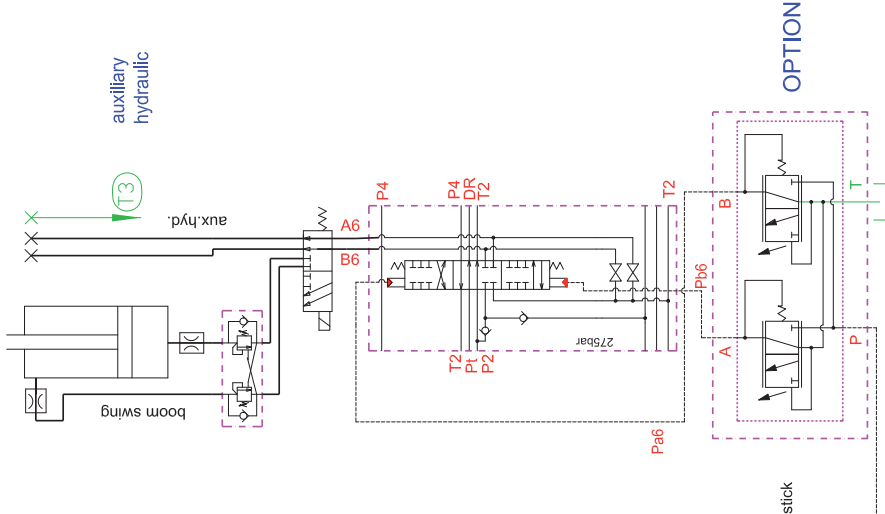 auxiliary
hydraulic
T3
aux.hyd.
OPTION
P4
P4
DR
T2
T2
A6
B6
B
T
Pb6
275bar
A
P
T2
Pt
P2
boom swing
Pa6
stick